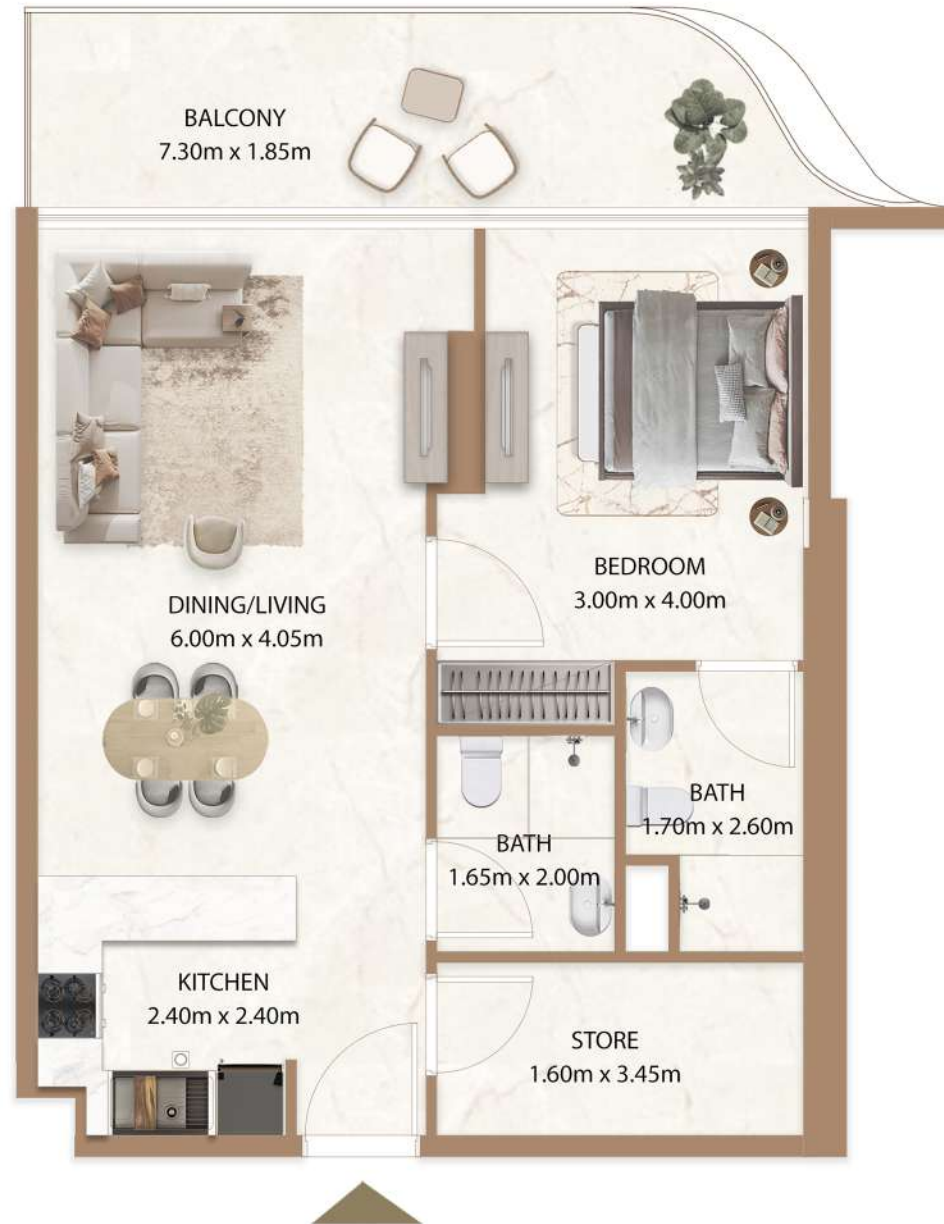 BALCONY
7.30m x 1.85m
BEDROOM
3.00m x 4.00m
DINING/LIVING
6.00m x 4.05m
BATH
1.70m x 2.60m
BATH
1.65m x 2.00m
KITCHEN
2.40m x 2.40m
STORE
1.60m x 3.45m